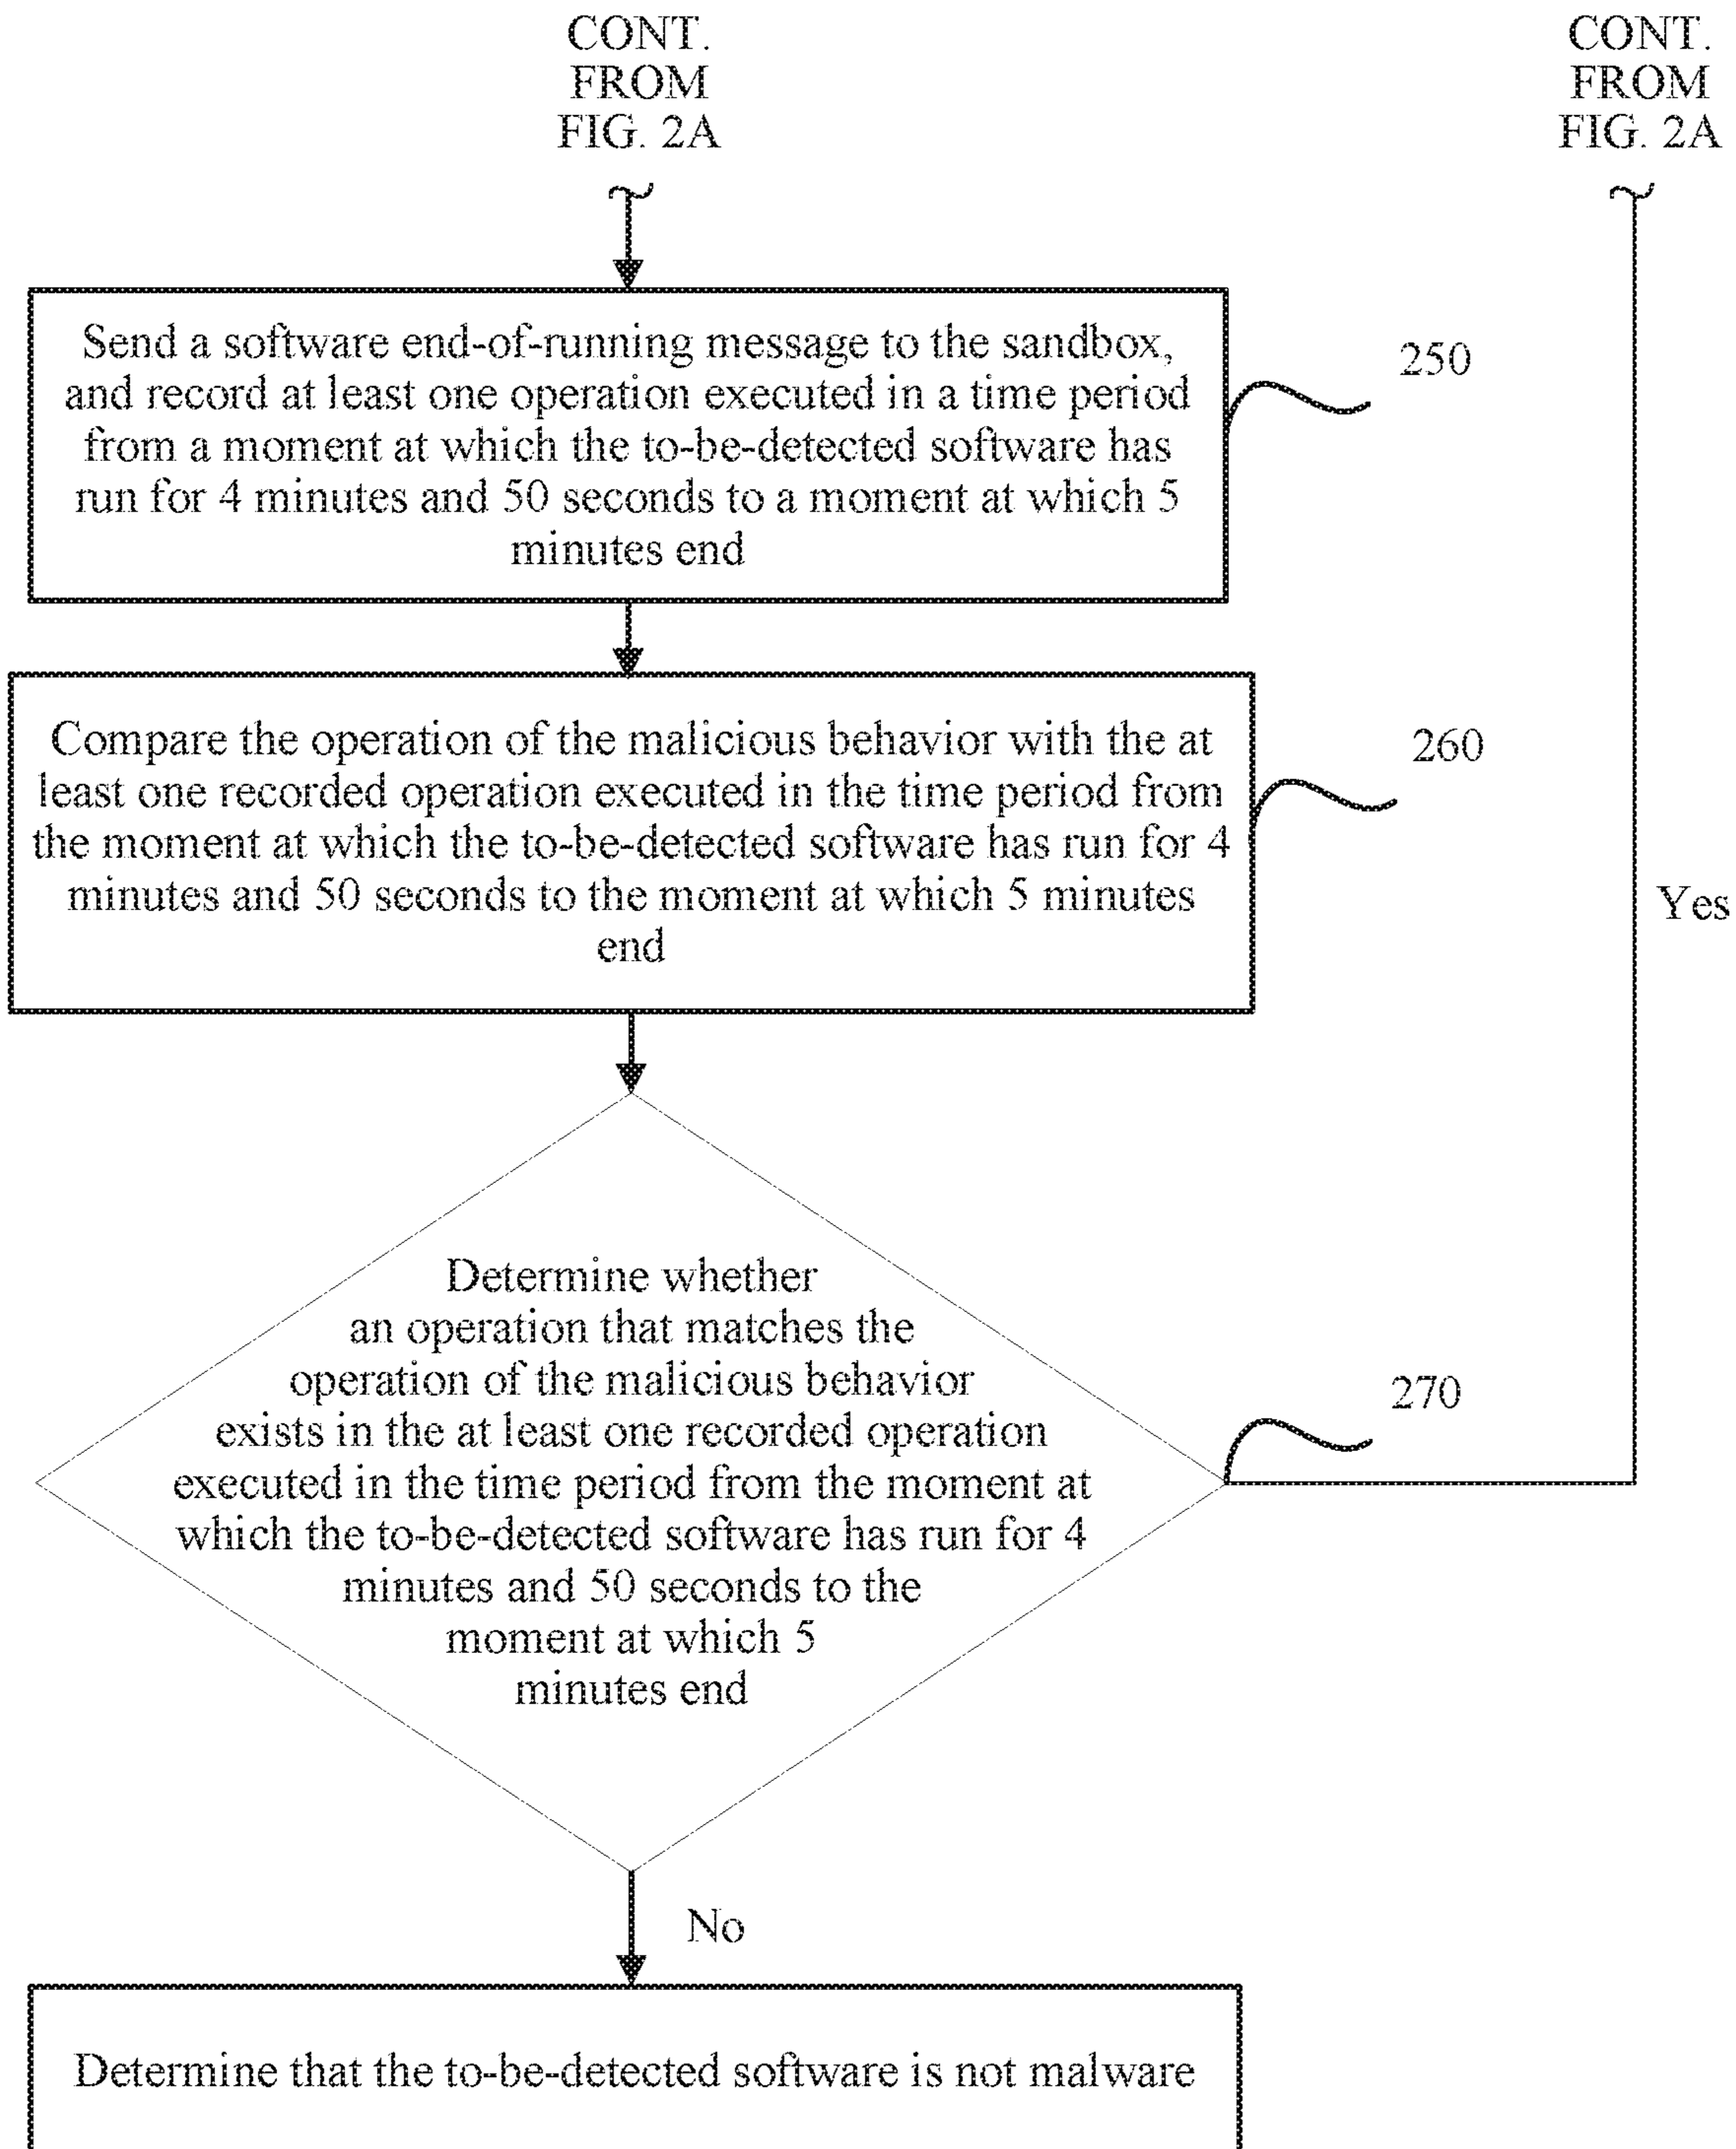 CONT.
FROM
FIG. 2A
CONT.
FROM
FIG. 2A
Send a software end-of-running message to the sandbox,
and record at least one operation executed in a time period
from a moment at which the to-be-detected software has
run for 4 minutes and 50 seconds to a moment at which 5
minutes end
250
Compare the operation of the malicious behavior with the at
least one recorded operation executed in the time period from
the moment at which the to-be-detected software has run for 4
minutes and 50 seconds to the moment at which 5 minutes
end
260
Yes
Determine whether
an operation that matches the
operation of the malicious behavior
exists in the at least one recorded operation
executed in the time period from the moment at
which the to-be-detected software has run for 4
minutes and 50 seconds to the
moment at which 5
minutes end
270
No
Determine that the to-be-detected software is not malware